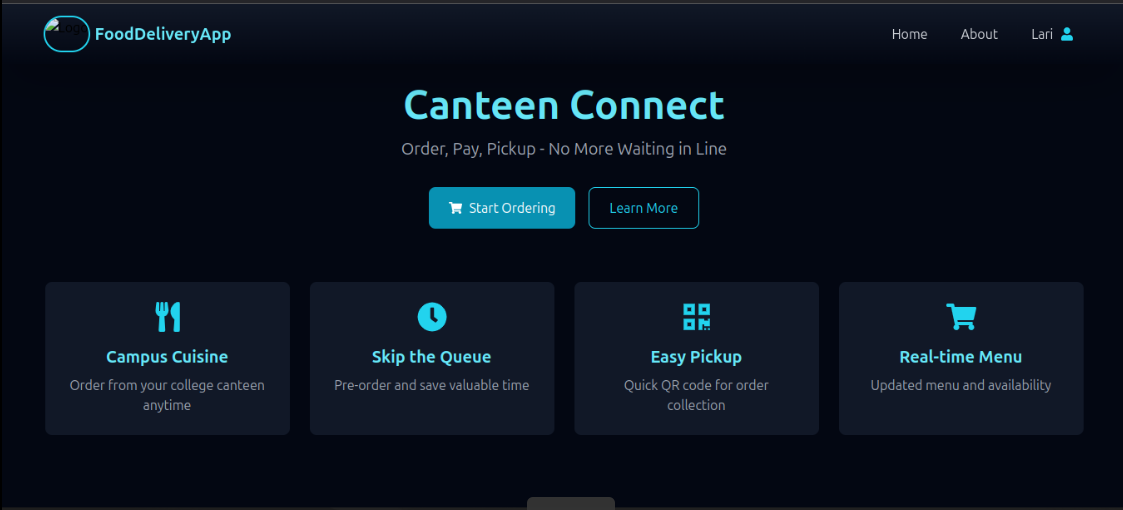 FoodDeliveryApp
Home
About
Lari
Canteen Connect
Order, Pay, Pickup - No More Waiting in Line
Start Ordering
Learn More
Campus Cuisine
Order from your college canteen
anytime
Skip the Queue
Pre-order and save valuable time
Easy Pickup
Quick QR code for order
collection
Real-time Menu
Updated menu and availability